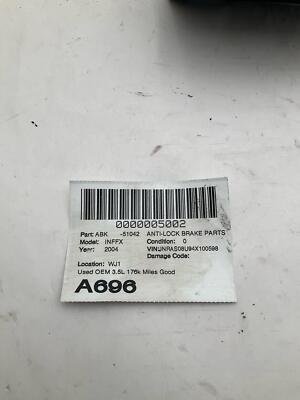 0000005002
Part: ABK -51042 ANTI-LOCK BRAKE PARTS
Model: INFFX Condition: 0
Year: 2004 VIN:JNRAS08U94X100598
Damage Code:
Location: WJ1
Used OEM 3.5L 176k Miles Good
A696